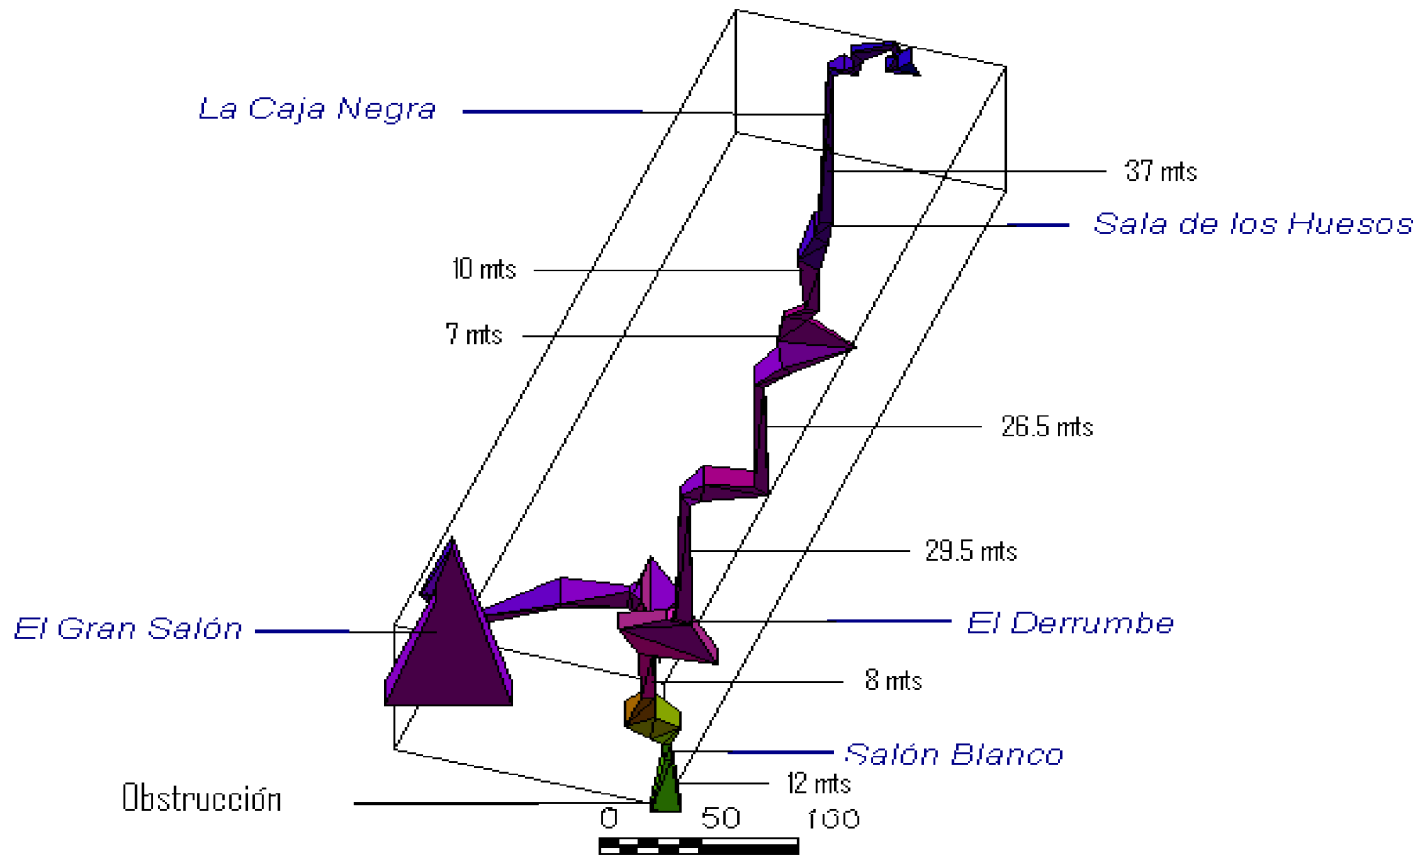 La Caja Negra
37 mts
Sala de los Huesos
10 mts
7 mts
26.5 mts
29.5 mts
El Gran Salón
El Derrumbe
8 mts
Salón Blanco
12 mts
Obstrucción
0 50 100